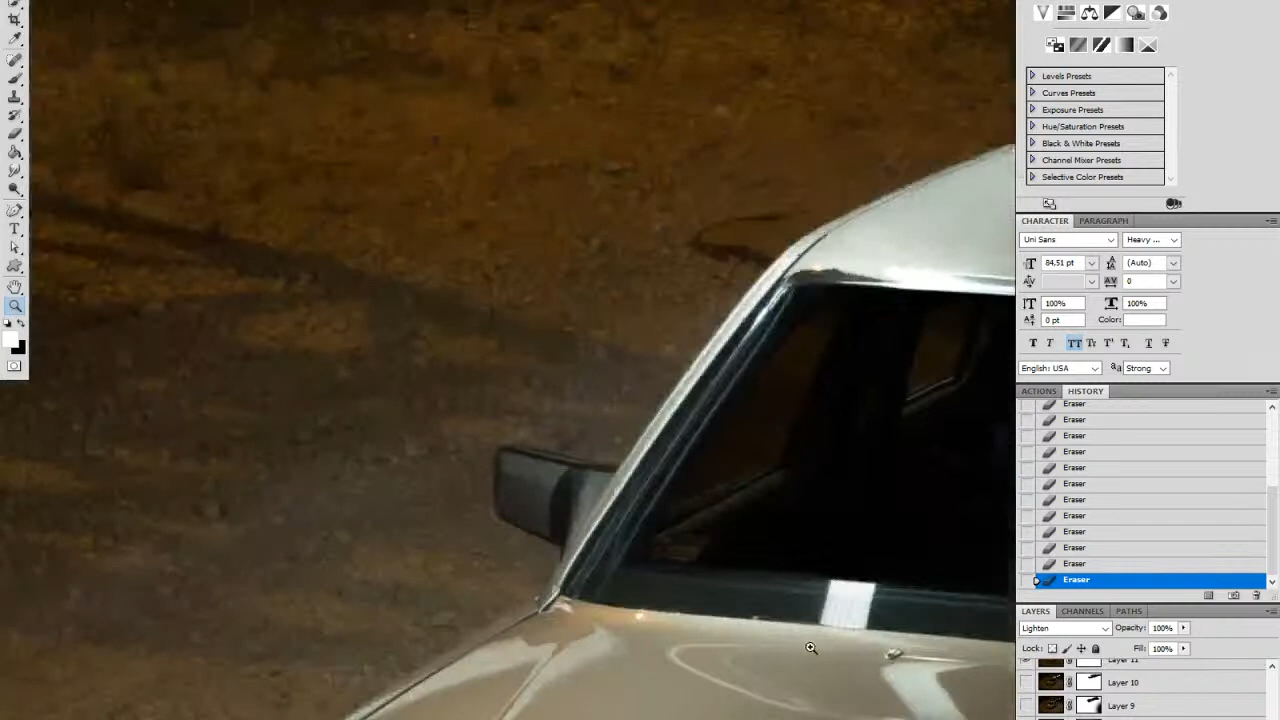 Levels Presets
Curves Presets
Exposure Presets
Hue/Saturation Presets
Black & White Presets
Channel Mixer Presets
Selective Color Presets
CHARACTER PARAGRAPH
Uni Sans Heavy ...
84.51 pt (Auto)
0
100% 100%
0 pt Color:
T T TT Tr T' T, T T
English: USA aa Strong
ACTIONS HISTORY
Eraser
Eraser
Eraser
Eraser
Eraser
Eraser
Eraser
Eraser
Eraser
Eraser
Eraser
Eraser
LAYERS CHANNELS PATHS
Lighten Opacity: 100%
Lock: Fill: 100%
Layer 11
Layer 10
Layer 9